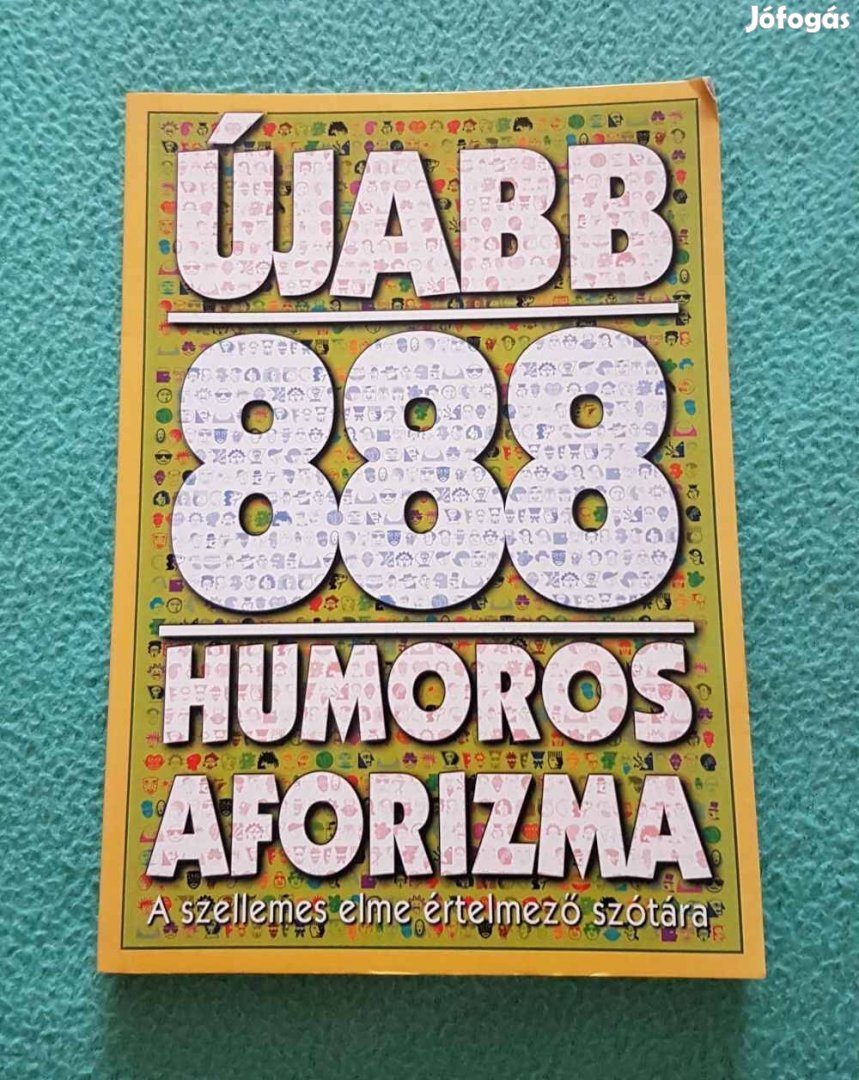 Jófogás
ÚJABB
888
HUMOROS
AFORIZMA
A szellemes elme értelmező szótára